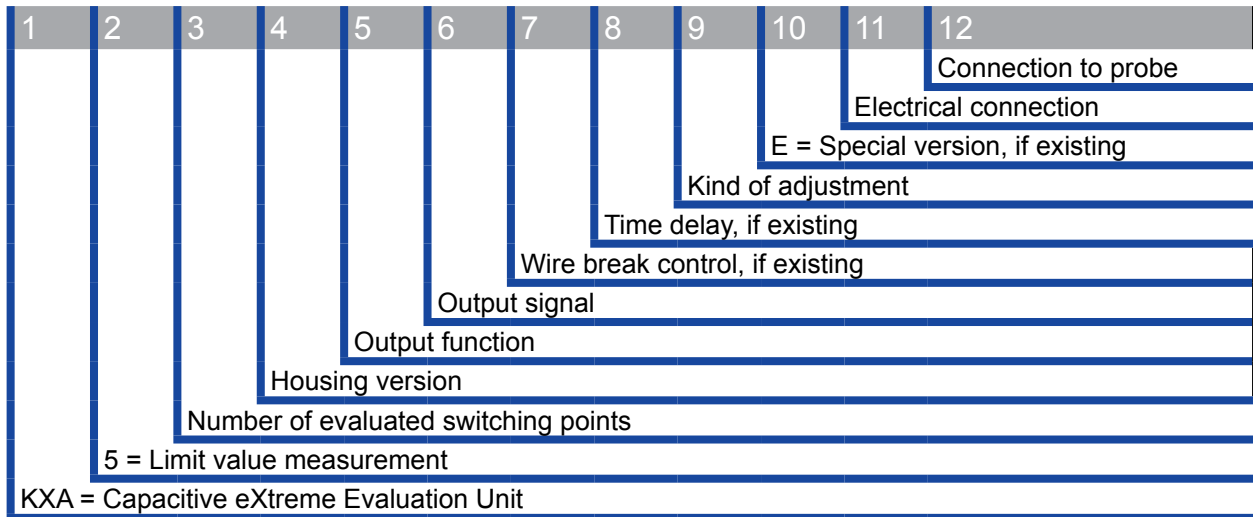 1 2 3 4 5 6 7 8 9 10 11 12
Connection to probe
Electrical connection
E = Special version, if existing
Kind of adjustment
Time delay, if existing
Wire break control, if existing
Output signal
Output function
Housing version
Number of evaluated switching points
5 = Limit value measurement
KXA = Capacitive eXtreme Evaluation Unit